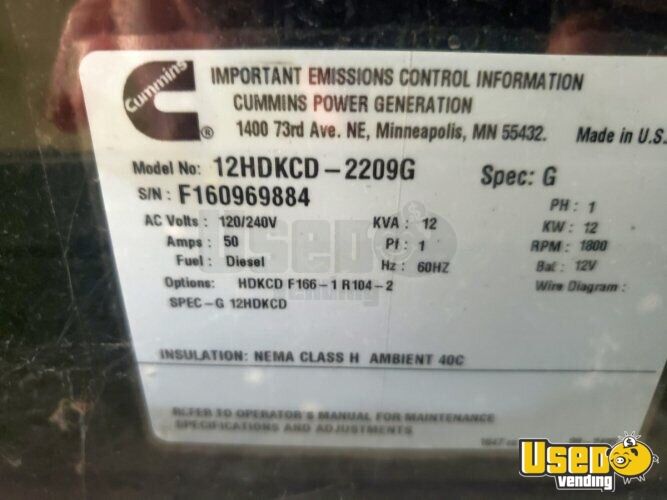 Cummins
®
IMPORTANT EMISSIONS CONTROL INFORMATION
CUMMINS POWER GENERATION
1400 73rd Ave. NE, Minneapolis, MN 55432. Made in U.S.
Model No: 12HDKCD-2209G Spec: G
S/N: F160969884 PH: 1
AC Volts: 120/240V KVA: 12 KW: 12
Amps: 50 Pf: 1 RPM: 1800
Fuel: Diesel Hz: 60HZ Bat: 12V
Options: HDKCD F166-1 R104-2 Wire Diagram:
SPEC-G 12HDKCD
INSULATION: NEMA CLASS H AMBIENT 40C
REFER TO OPERATOR'S MANUAL FOR MAINTENANCE
SPECIFICATIONS AND ADJUSTMENTS
USED vending
USED vending